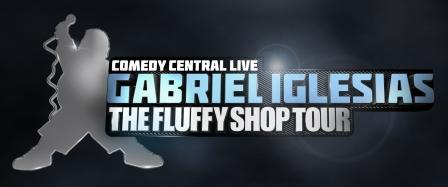 COMEDY CENTRAL LIVE
GABRIEL IGLESIAS
THE FLUFFY SHOP TOUR